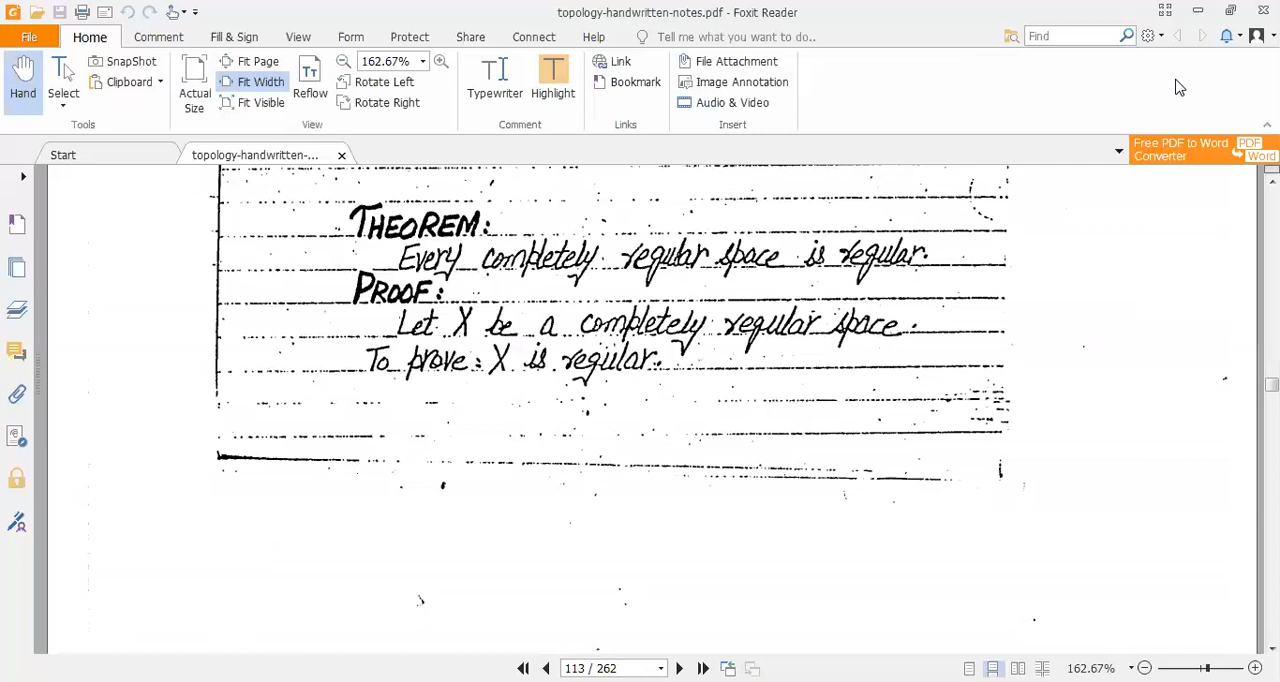 topology-handwritten-notes.pdf - Foxit Reader
File Home Comment Fill & Sign View Form Protect Share Connect Help Tell me what you want to do.. Find
Hand
Select
SnapShot
Clipboard
Tools
Actual Size
Fit Page
Fit Width
Fit Visible
Reflow
162.67%
Rotate Left
Rotate Right
View
Typewriter
Highlight
Comment
Link
Bookmark
Links
File Attachment
Image Annotation
Audio & Video
Insert
Start
topology-handwritten-...
Free PDF to Word Converter
PDF
Word
THEOREM:
Every completely regular space is regular.
PROOF:
Let X be a completely regular space.
To prove: X is regular.
113 / 262
162.67%